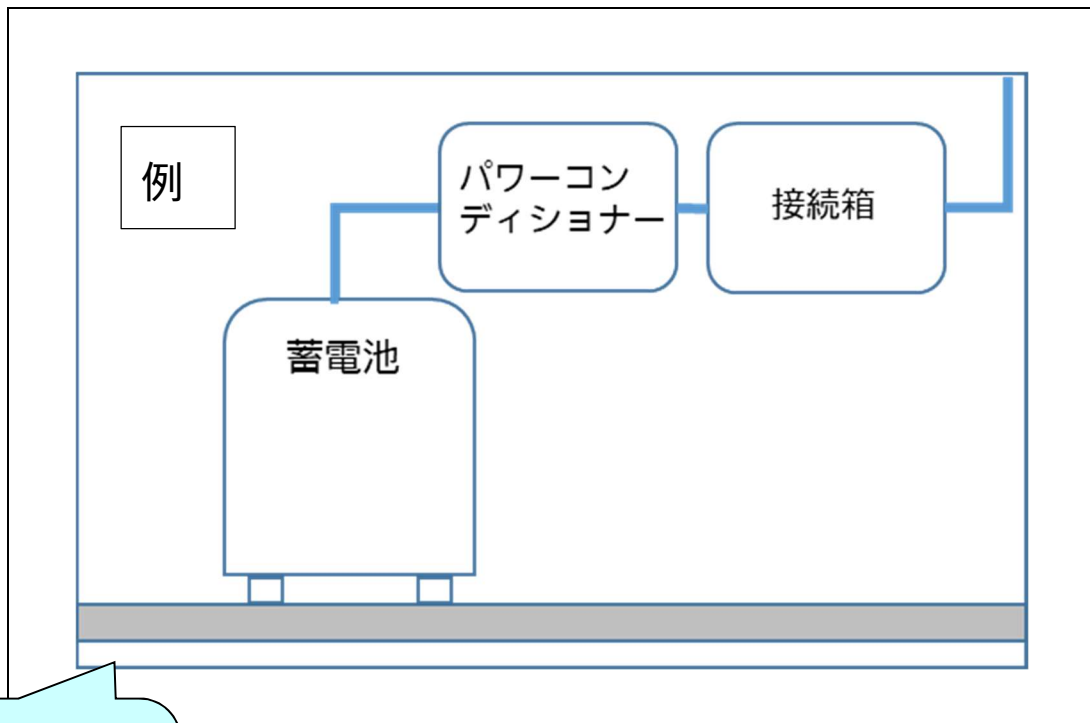 例
パワーコン
ディショナー
接続箱
蓄電池